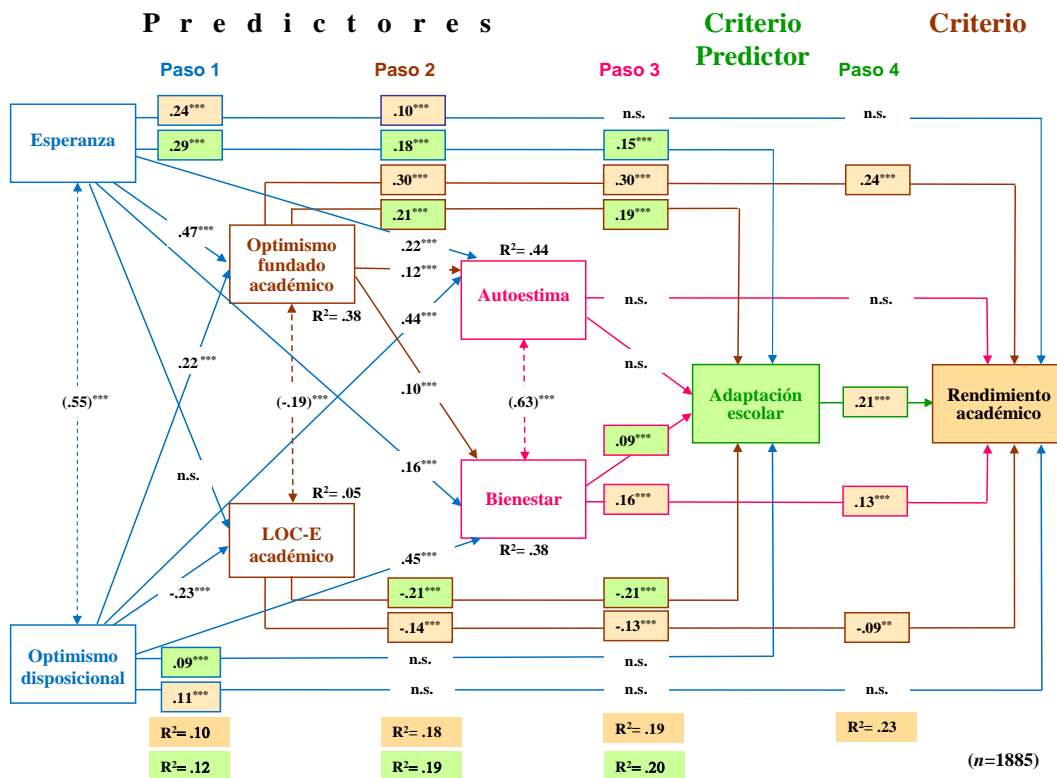 P r e d i c t o r e s
Criterio
Predictor
Criterio
Paso 1
Paso 2
Paso 3
Paso 4
.24***
.10***
n.s.
n.s.
Esperanza
.29***
.18***
.15***
.30***
.30***
.24***
.21***
.19***
.47***
Optimismo
fundado
académico
R²= .38
.22***
.12***
.44***
R²= .44
Autoestima
n.s.
n.s.
n.s.
.22***
(.55)***
(-.19)***
.10***
(.63)***
Adaptación
escolar
.21***
Rendimiento
académico
.09***
n.s.
R²= .05
.16***
Bienestar
.16***
.13***
LOC-E
académico
R²= .38
.45***
-.23***
-.21***
-.21***
-.14***
-.13***
-.09**
Optimismo
disposicional
.09***
n.s.
n.s.
.11***
n.s.
n.s.
n.s.
R²= .10
R²= .18
R²= .19
R²= .23
R²= .12
R²= .19
R²= .20
(n=1885)